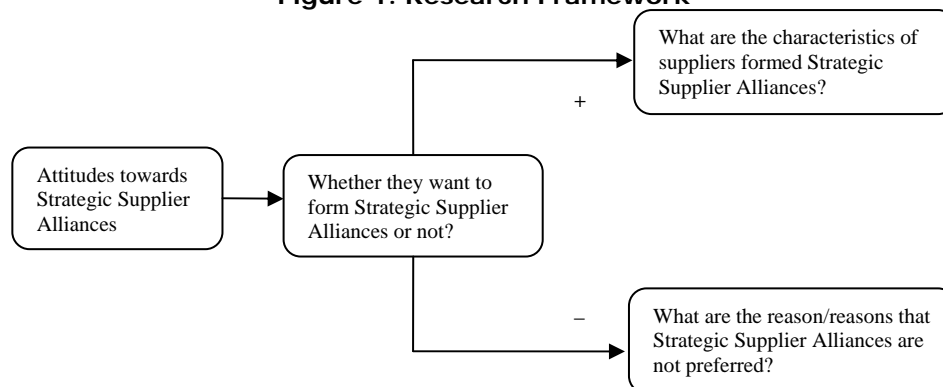 Figure 1: Research Framework
What are the characteristics of
suppliers formed Strategic
Supplier Alliances?
+
Attitudes towards
Strategic Supplier
Alliances
Whether they want to
form Strategic Supplier
Alliances or not?
–
What are the reason/reasons that
Strategic Supplier Alliances are
not preferred?